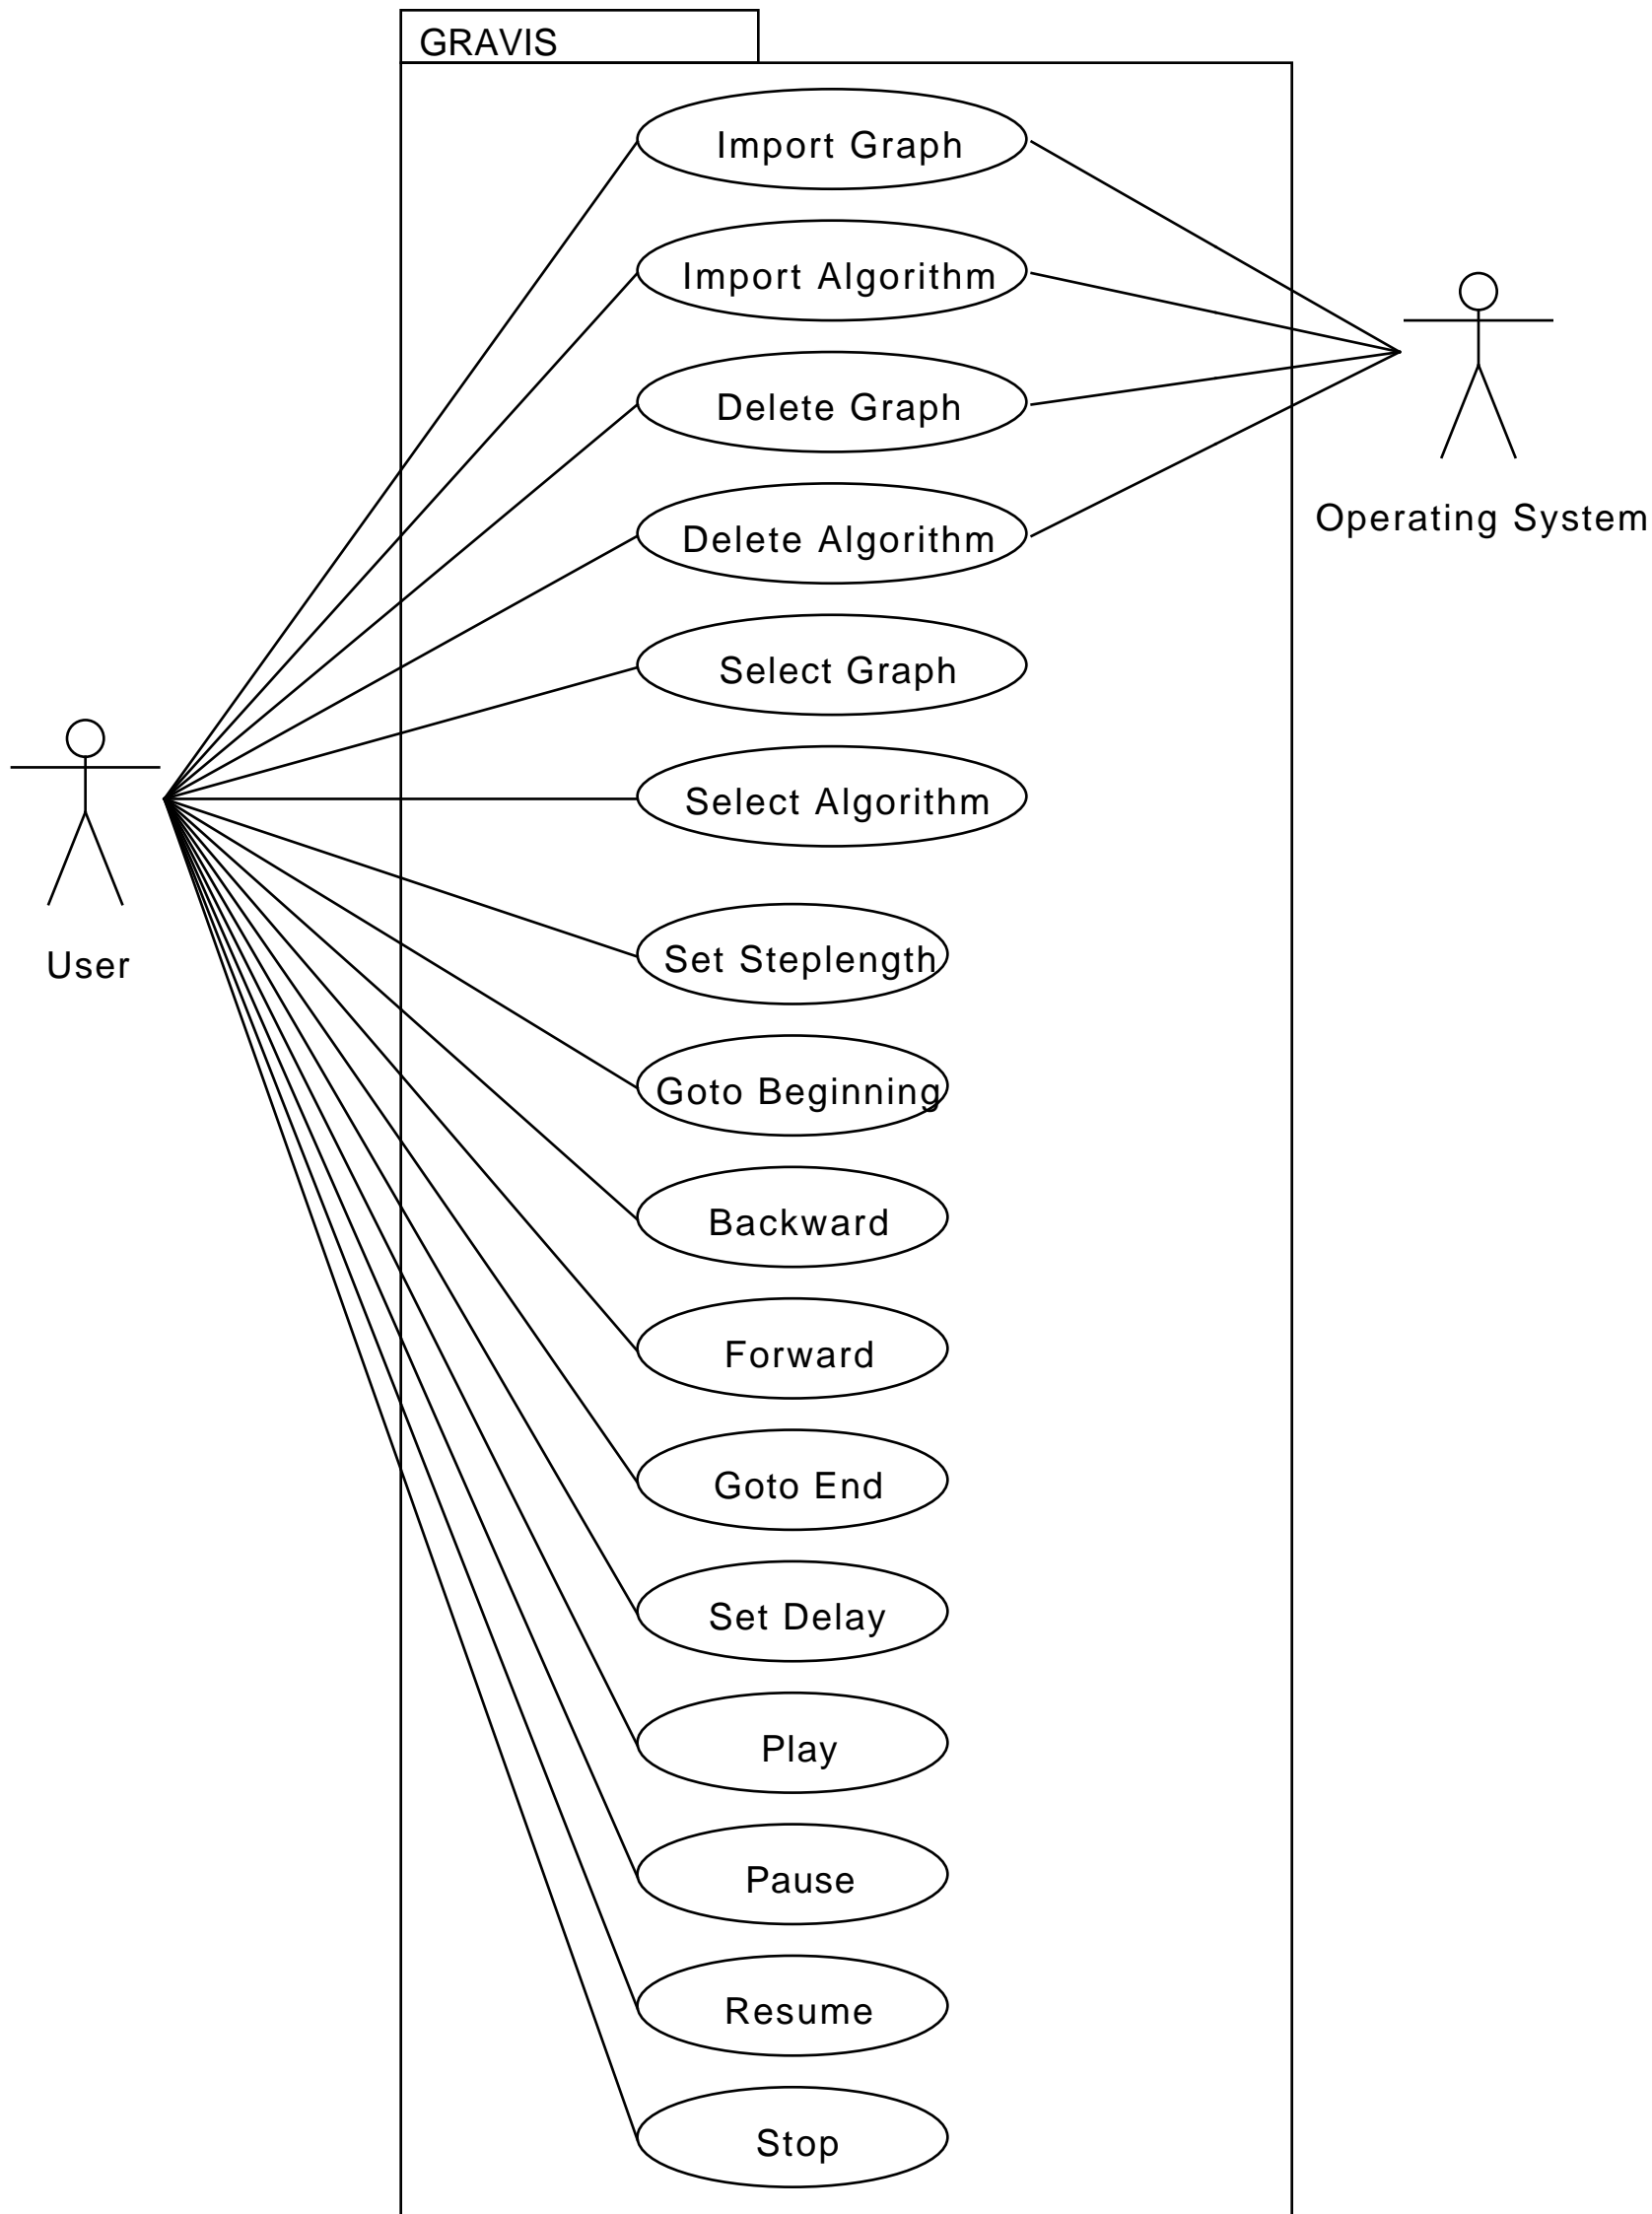 GRAVIS
Import Graph
Import Algorithm
Delete Graph
Operating System
Delete Algorithm
Select Graph
Select Algorithm
User
Set Steplength
Goto Beginning
Backward
Forward
Goto End
Set Delay
Play
Pause
Resume
Stop